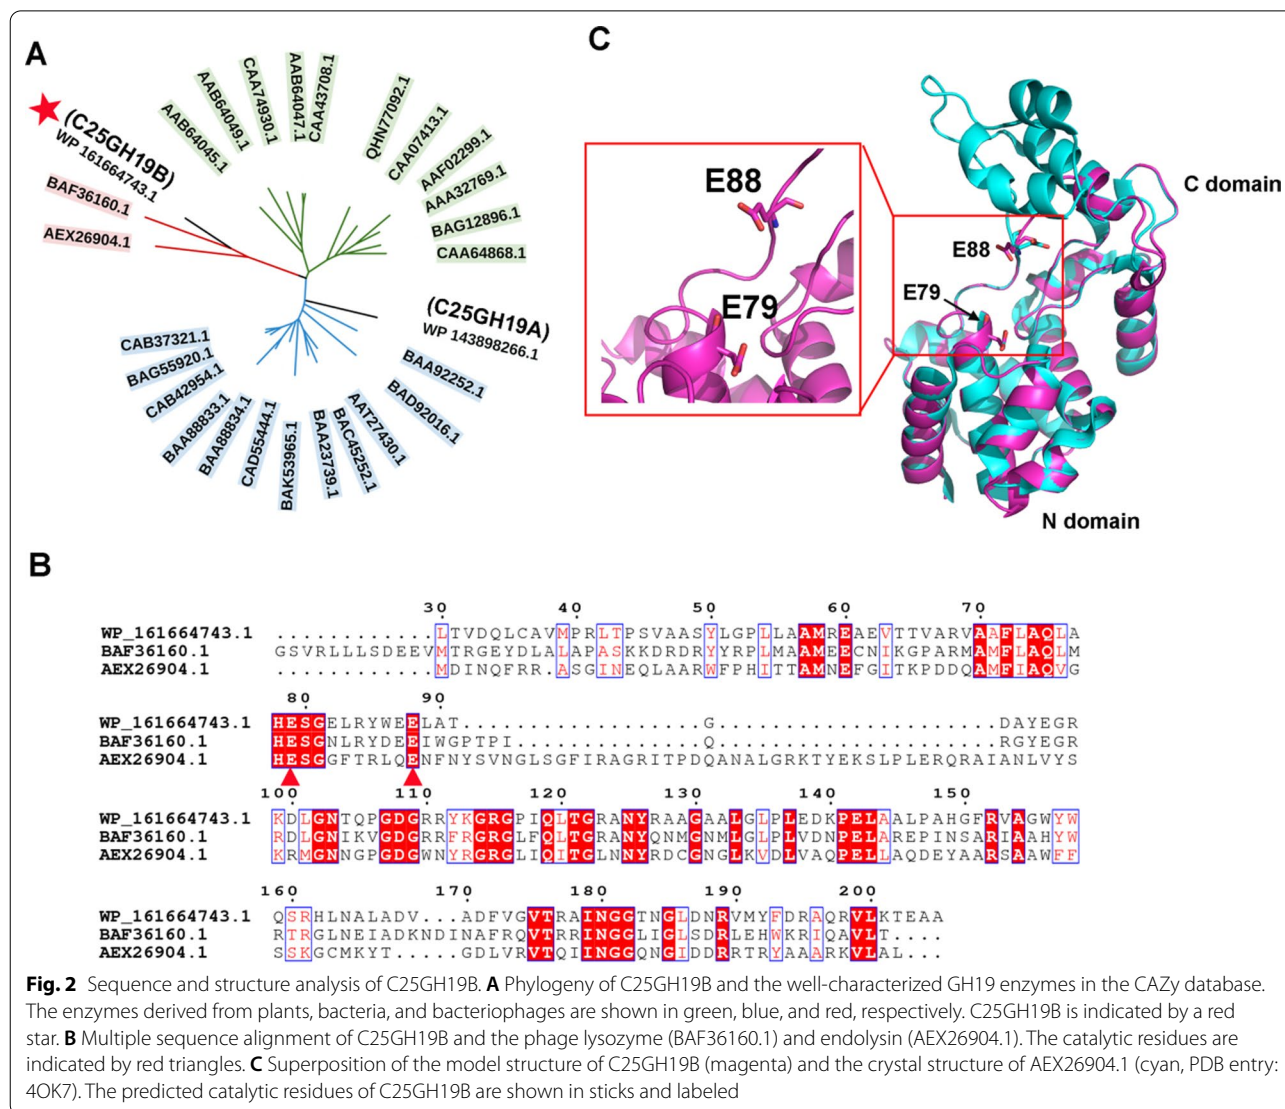 A
(C25GH19B)
WP 161664743.1
BAF36160.1
AEX26904.1
AAB64045.1
AAB64049.1
CAA74930.1
AAB64047.1
CAA43708.1
QHN77092.1
CAA07413.1
AAF02299.1
AAA32769.1
BAG12896.1
CAA64868.1
(C25GH19A)
WP 143898266.1
BAA92252.1
BAD92016.1
AAT27430.1
BAC45252.1
BAA23739.1
BAK53965.1
CAD55444.1
BAA88834.1
BAA88833.1
CAB42954.1
BAG55920.1
CAB37321.1
C
E88
E79
C domain
E88
E79
N domain
B
30 40 50 60 70
WP_161664743.1 ............LTVDQLCAVMPRLTPSVAASYLGPLLAAMREAEVTTVARVAAFLAQLA
BAF36160.1 GSVRLLLSDEEVMTRGEYDLALAPASKKDRDRYYRPLMAAMEECNIKGPARMAMFLAQLM
AEX26904.1 ............MDINQFRR.ASGINEQLAARWFPHITTAMNEFGITKPDDQAMFIAQVG
80 90
WP_161664743.1 HESGELRYWEELAT..................G.....................DAYEGR
BAF36160.1 HESGNLRYDEEIWGPTPI..............Q.....................RGYEGR
AEX26904.1 HESGGFTRLQENFNYSVNGLSGFIRAGRITPDQANALGRKTYEKSLPLERQRAIANLVYS
100 110 120 130 140 150
WP_161664743.1 KDLGNTQPGDGRRYKGRGPIQLTGRANYRAAGAALGLPLEDKPELAALPAHGFRVAGWYW
BAF36160.1 RDLGNIKVGDGRRFRGRGLFQLTGRANYQNMGNMLGLPLVDNPELAREPINSARIAAHYW
AEX26904.1 KRMGNNGPGDGWNYRGRGLIQITGLNNYRDCGNGLKVDLVAQPELLAQDEYAARSAAWFF
160 170 180 190 200
WP_161664743.1 QSRHLNALADV...ADFVGVTRAINGGTNGLDNRVMYFDRAQRVLKTEAA
BAF36160.1 RTRGLNEIADKNDINAFRQVTRRINGGLIGLSDRLEHWKRIQAVLT....
AEX26904.1 SSKGCMKYT....GDLVRVTQIINGGQNGIDDRRTRYAAARKVLAL...
Fig. 2 Sequence and structure analysis of C25GH19B. A Phylogeny of C25GH19B and the well-characterized GH19 enzymes in the CAZy database.
The enzymes derived from plants, bacteria, and bacteriophages are shown in green, blue, and red, respectively. C25GH19B is indicated by a red
star. B Multiple sequence alignment of C25GH19B and the phage lysozyme (BAF36160.1) and endolysin (AEX26904.1). The catalytic residues are
indicated by red triangles. C Superposition of the model structure of C25GH19B (magenta) and the crystal structure of AEX26904.1 (cyan, PDB entry:
4OK7). The predicted catalytic residues of C25GH19B are shown in sticks and labeled